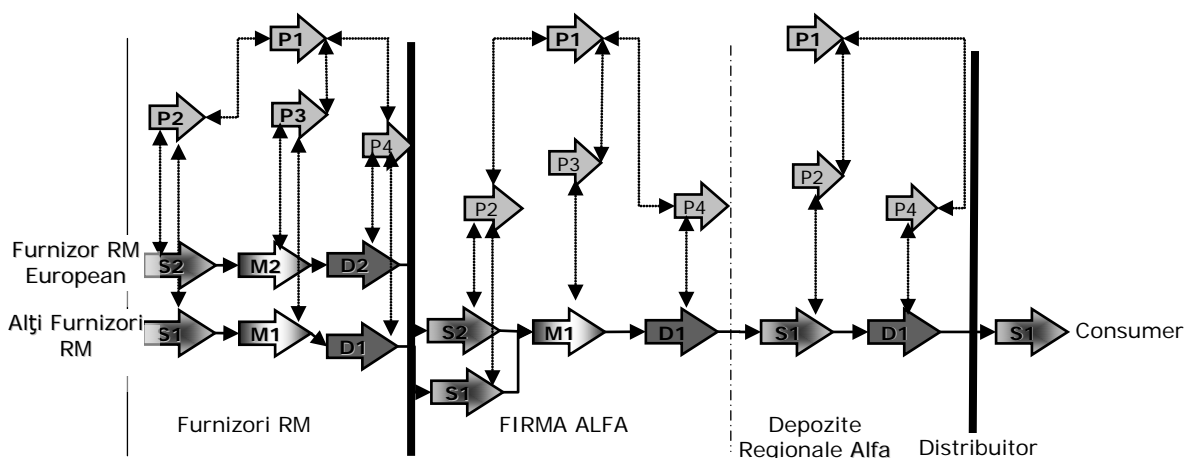 P1
P1
P1
P2
P3
P4
P3
P2
P2
P4
P4
Furnizor RM
European
S2
M2
D2
Alţi Furnizori
RM
S1
M1
D1
S2
M1
D1
S1
D1
S1
Consumer
S1
Furnizori RM
FIRMA ALFA
Depozite
Regionale Alfa
Distribuitor